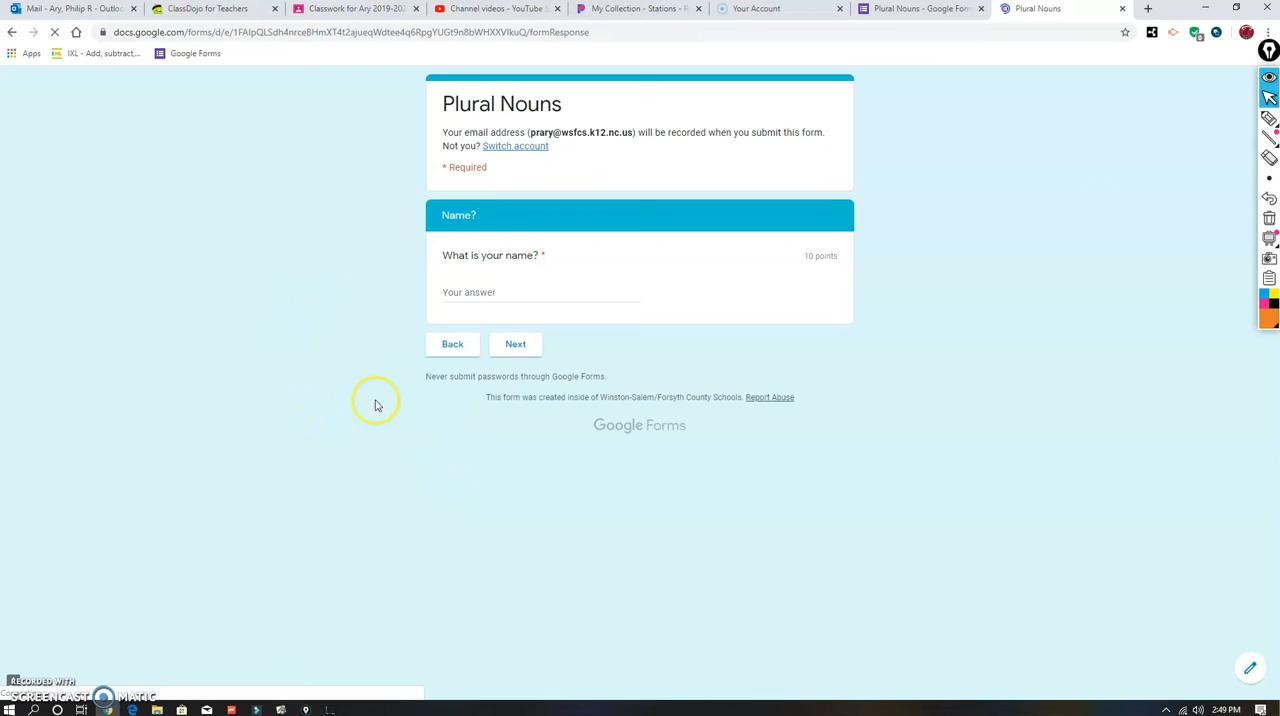 Mail - Ary, Philip R - Outloo
ClassDojo for Teachers
Classwork for Ary 2019-202
Channel videos - YouTube S
My Collection - Stations - P
Your Account
Plural Nouns - Google Form
Plural Nouns
docs.google.com/forms/d/e/1FAIpQLSdh4nrceBHmXT4t2ajueqWdtee4q6RpgYUGt9n8bWHXXVIkuQ/formResponse
Apps
IXL - Add, subtract,...
Google Forms
Plural Nouns
Your email address (prary@wsfcs.k12.nc.us) will be recorded when you submit this form.
Not you? Switch account
* Required
Name?
What is your name? *
10 points
Your answer
Back
Next
Never submit passwords through Google Forms.
This form was created inside of Winston-Salem/Forsyth County Schools. Report Abuse
Google Forms
RECORDED WITH
SCREENCAST MATIC
2:49 PM